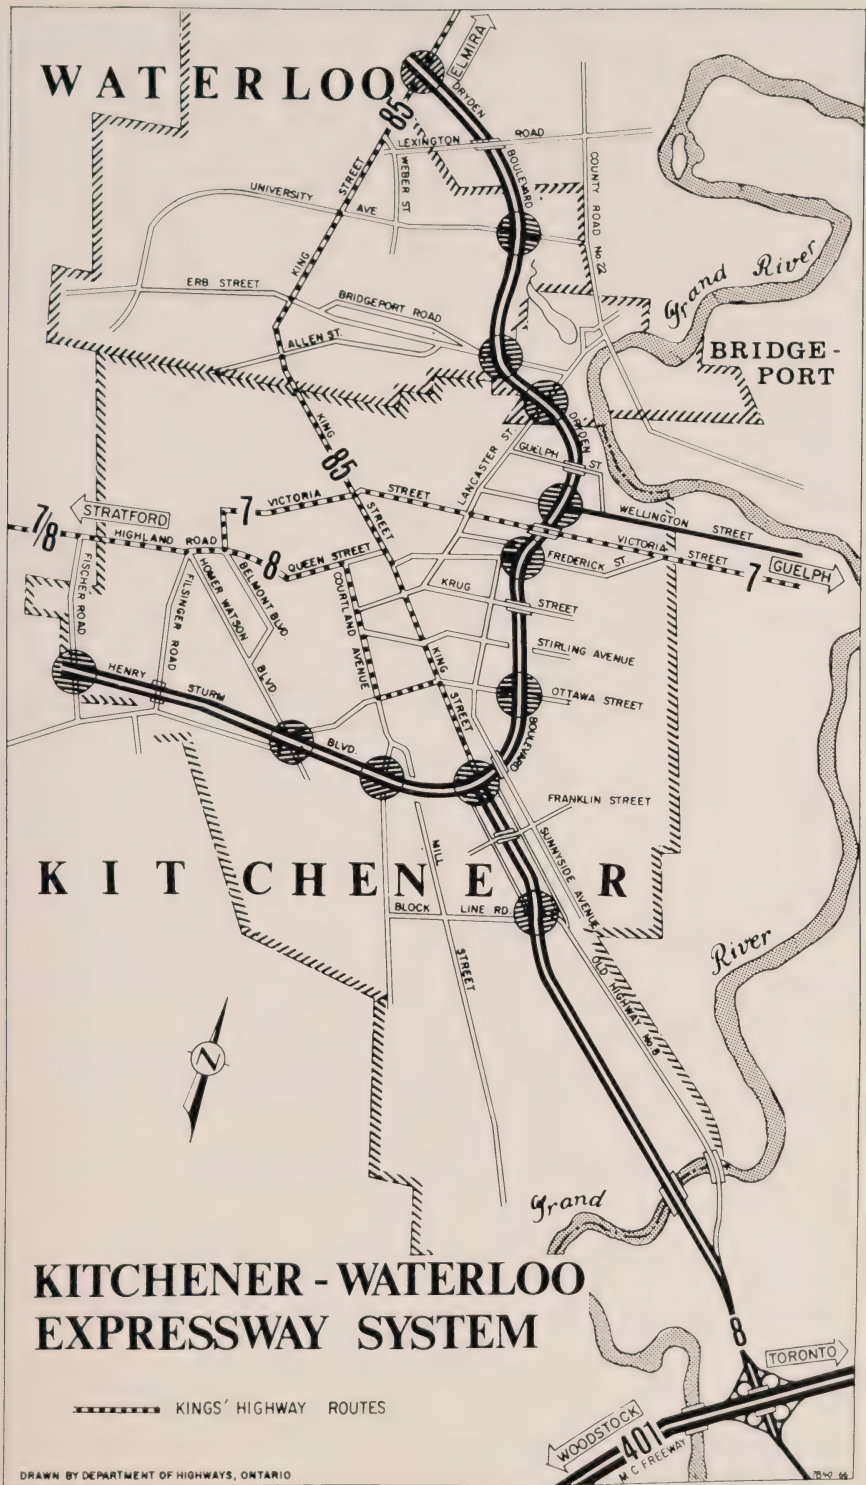 WATERLOO
ELMIRA
DRYDEN
85
LEXINGTON ROAD
WEBER ST
STREET
BOULEVARD
COUNTY ROAD No. 22
UNIVERSITY AVE
KING
ERB STREET
BRIDGEPORT ROAD
ALLEN ST.
Grand River
BRIDGE-
PORT
KING
85
LANCASTER ST.
DRYDEN
GUELPH ST
7/8
STRATFORD
7
VICTORIA STREET
STREET
WELLINGTON STREET
VICTORIA STREET
7
GUELPH
HIGHLAND ROAD
8
QUEEN STREET
FREDERICK ST.
FISCHER ROAD
FILSINGER ROAD
HOMER WATSON BLVD
BELMONT BLVD.
COURTLAND AVENUE
KRUG STREET
STIRLING AVENUE
KING STREET
OTTAWA STREET
BOULEVARD
HENRY STURM BLVD.
FRANKLIN STREET
SUNNYSIDE AVENUE
KITCHENER
MILL STREET
BLOCK LINE RD.
OLD HIGHWAY No. 8
River
N
Grand
KITCHENER - WATERLOO
EXPRESSWAY SYSTEM
8
TORONTO
KINGS' HIGHWAY ROUTES
WOODSTOCK
401
M C FREEWAY
DRAWN BY DEPARTMENT OF HIGHWAYS, ONTARIO